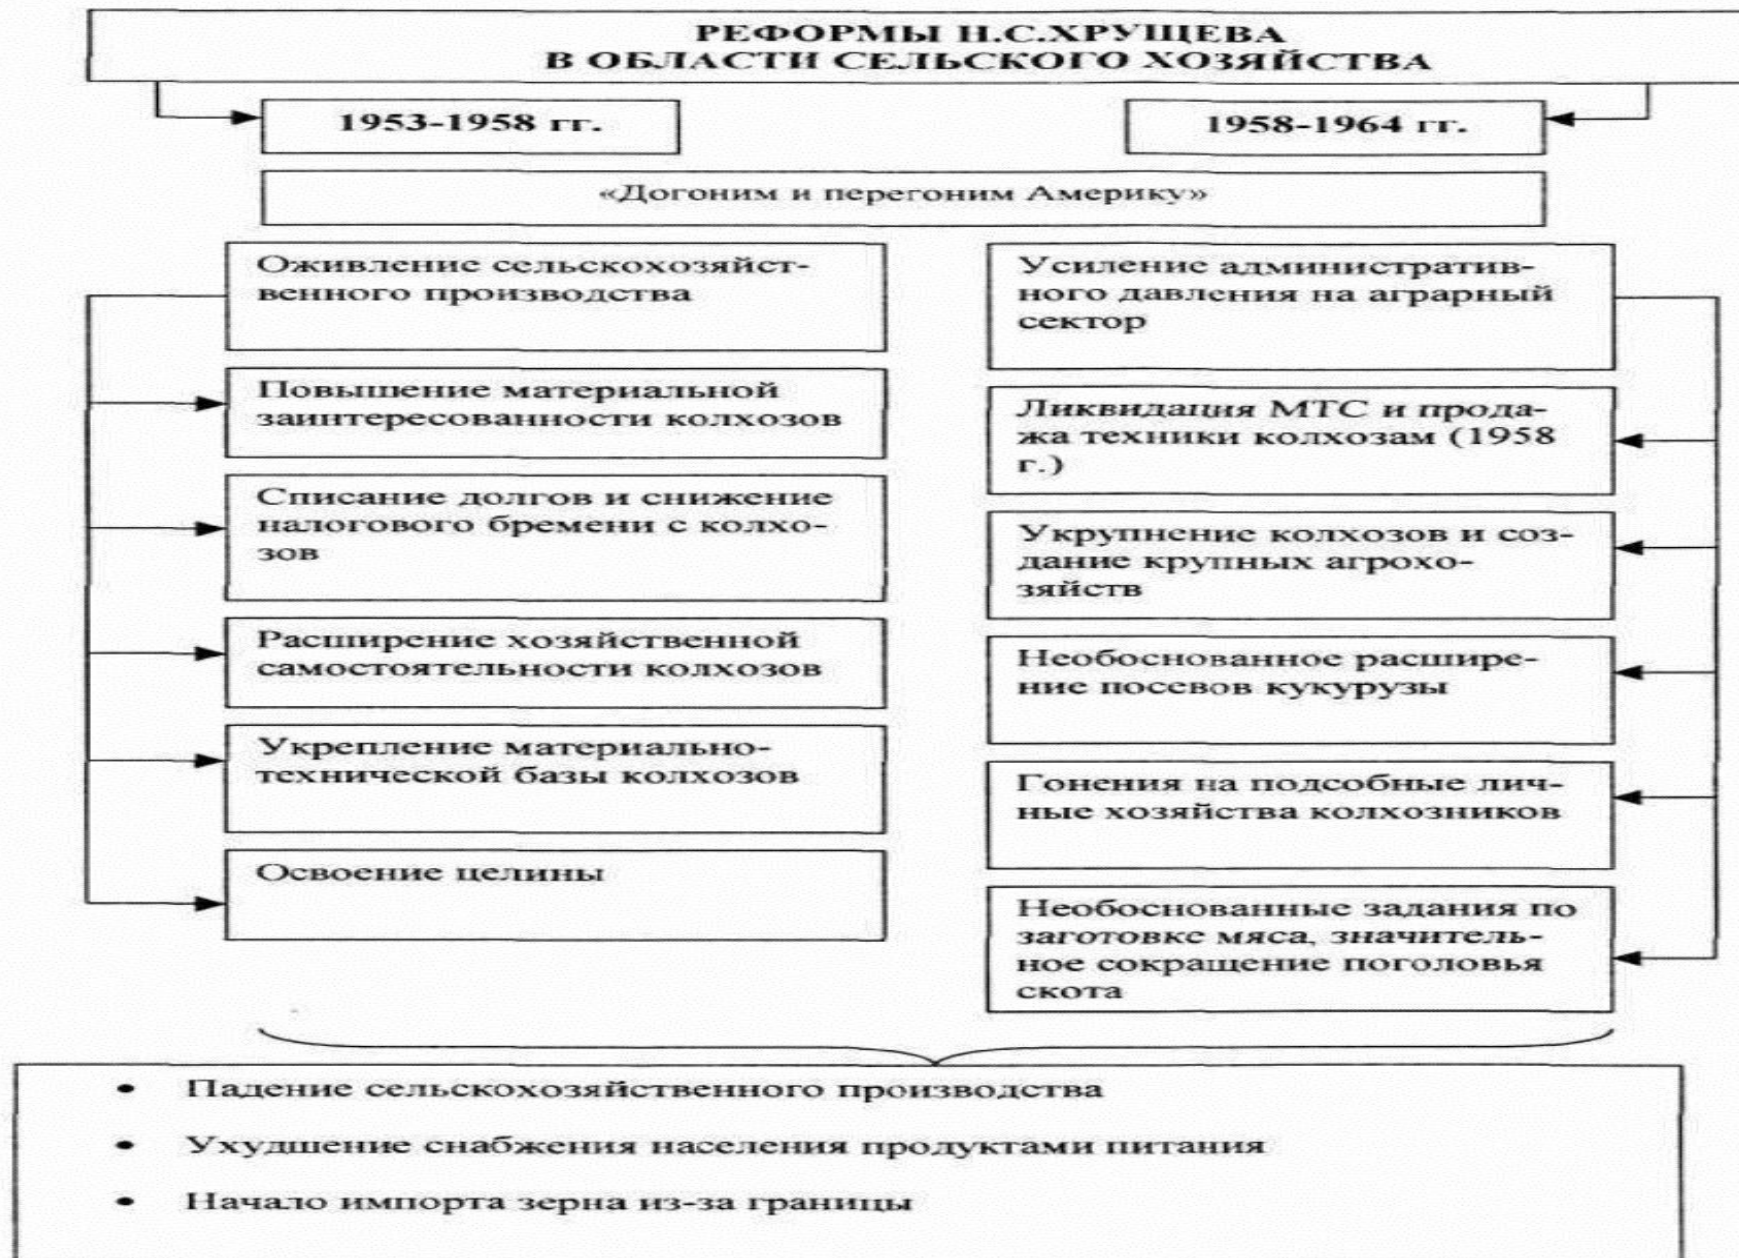 РЕФОРМЫ Н.С.ХРУЩЕВА
В ОБЛАСТИ СЕЛЬСКОГО ХОЗЯЙСТВА
1953-1958 гг.
1958-1964 гг.
«Догоним и перегоним Америку»
Оживление сельскохозяйст-
венного производства
Повышение материальной
заинтересованности колхозов
Списание долгов и снижение
налогового бремени с колхо-
зов
Расширение хозяйственной
самостоятельности колхозов
Укрепление материально-
технической базы колхозов
Освоение целины
Усиление административ-
ного давления на аграрный
сектор
Ликвидация МТС и прода-
жа техники колхозам (1958
г.)
Укрупнение колхозов и соз-
дание крупных агрохо-
зяйств
Необоснованное расшире-
ние посевов кукурузы
Гонения на подсобные лич-
ные хозяйства колхозников
Необоснованные задания по
заготовке мяса, значитель-
ное сокращение поголовья
скота
• Падение сельскохозяйственного производства
• Ухудшение снабжения населения продуктами питания
• Начало импорта зерна из-за границы